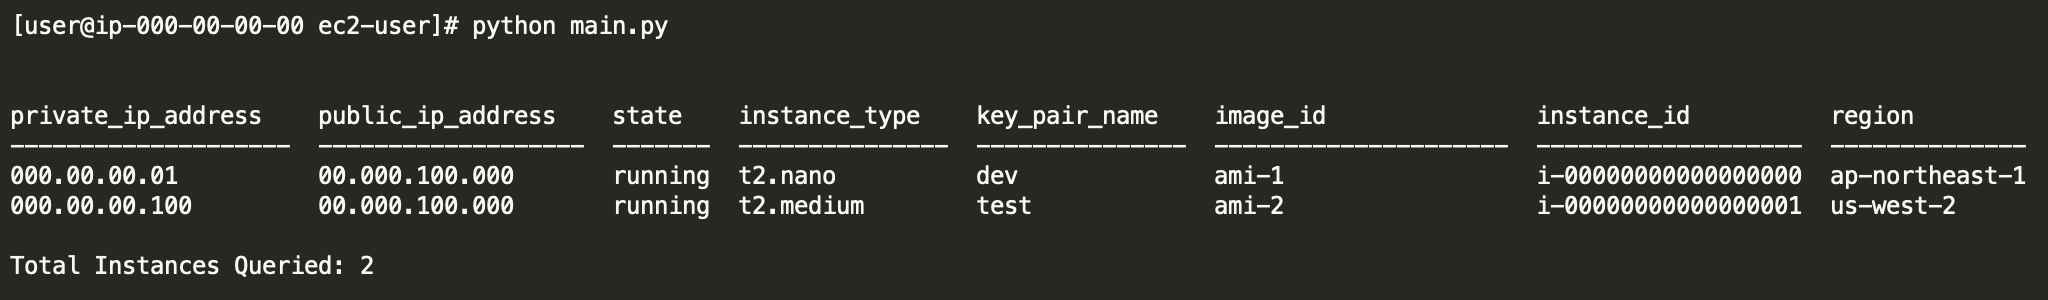 [user@ip-000-00-00-00 ec2-user]# python main.py
private_ip_address    public_ip_address    state    instance_type    key_pair_name    image_id               instance_id          region
--------------------  -------------------  -------  ---------------  ---------------  ---------------------  -------------------  --------------
000.00.00.01          00.000.100.000       running  t2.nano          dev              ami-1                  i-00000000000000000  ap-northeast-1
000.00.00.100         00.000.100.000       running  t2.medium        test             ami-2                  i-00000000000000001  us-west-2
Total Instances Queried: 2